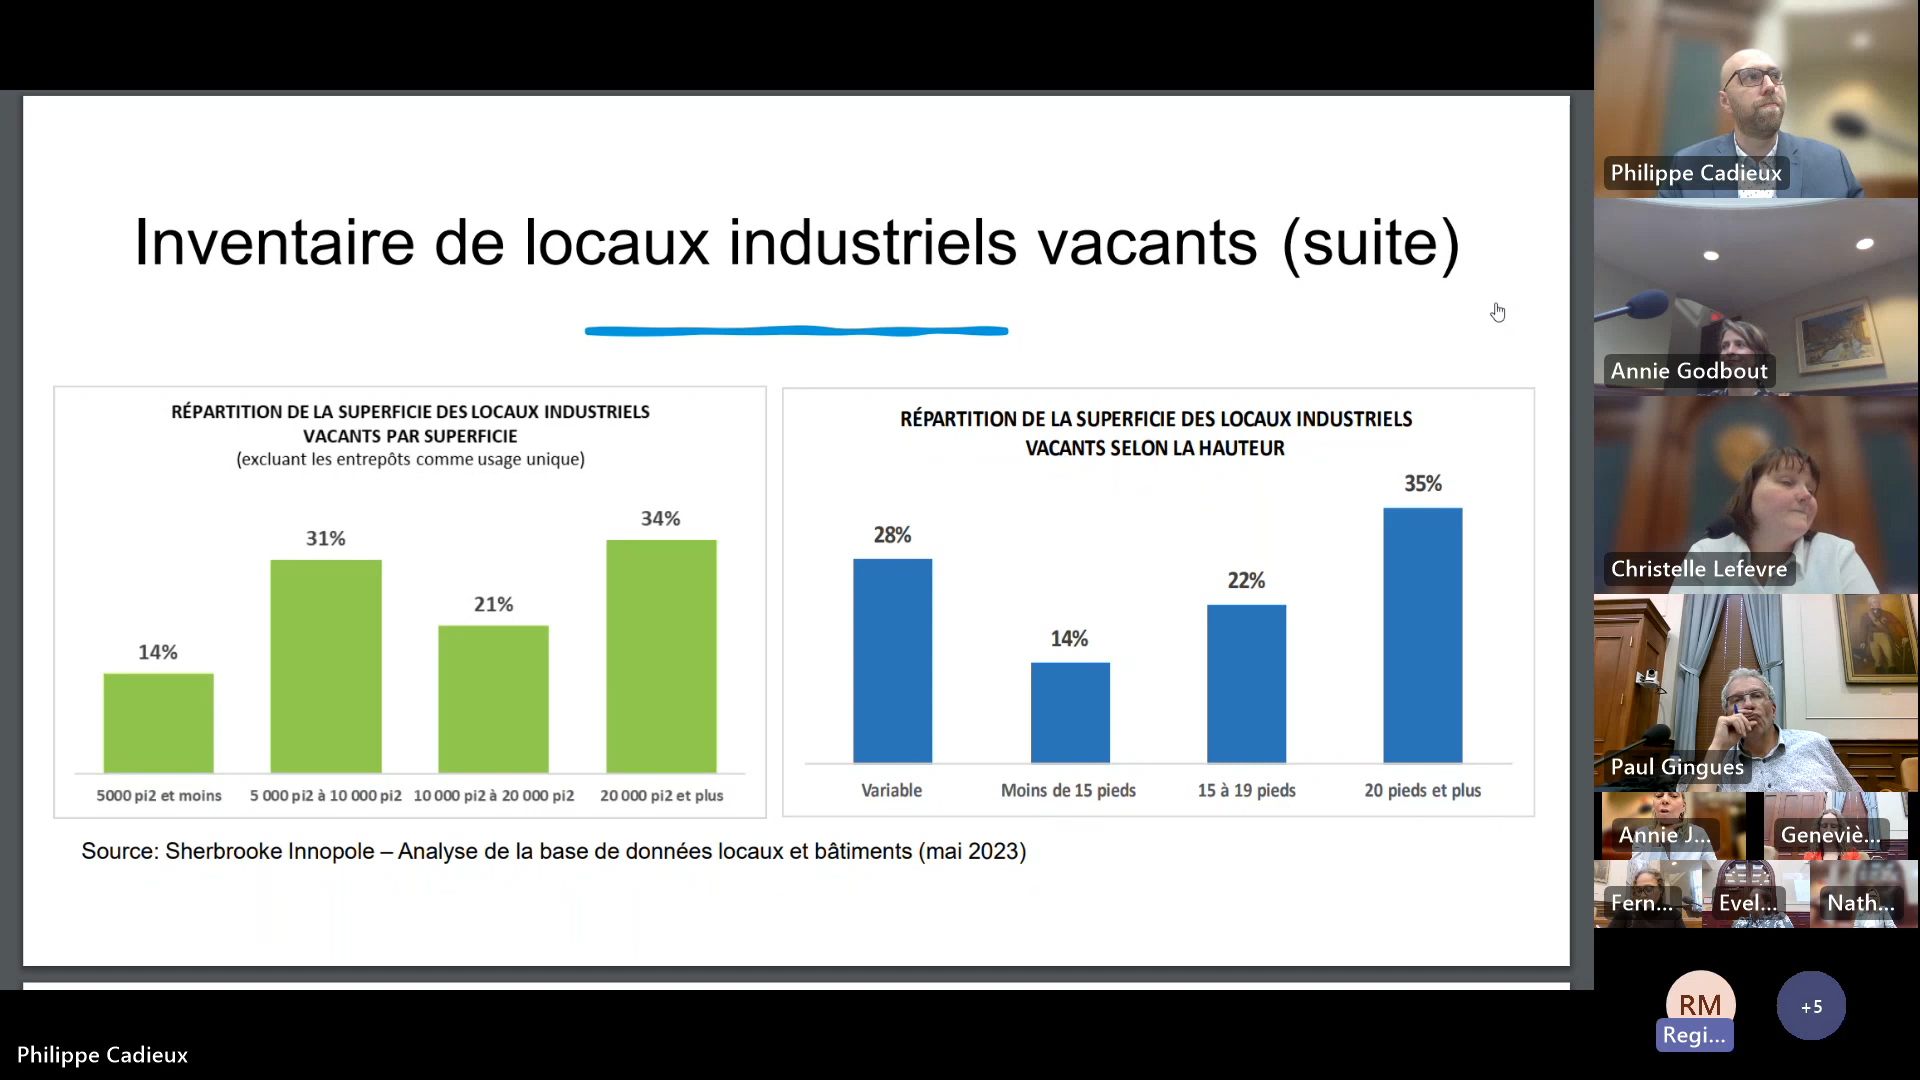 Inventaire de locaux industriels vacants (suite)
RÉPARTITION DE LA SUPERFICIE DES LOCAUX INDUSTRIELS
VACANTS PAR SUPERFICIE
(excluant les entrepôts comme usage unique)
14%
31%
21%
34%
5000 pi2 et moins
5 000 pi2 à 10 000 pi2
10 000 pi2 à 20 000 pi2
20 000 pi2 et plus
RÉPARTITION DE LA SUPERFICIE DES LOCAUX INDUSTRIELS
VACANTS SELON LA HAUTEUR
28%
14%
22%
35%
Variable
Moins de 15 pieds
15 à 19 pieds
20 pieds et plus
Source: Sherbrooke Innopole – Analyse de la base de données locaux et bâtiments (mai 2023)
Philippe Cadieux
Philippe Cadieux
Annie Godbout
Christelle Lefevre
Paul Gingues
Annie J...
Geneviè...
Fern...
Evel...
Nath...
RM
Regi...
+5